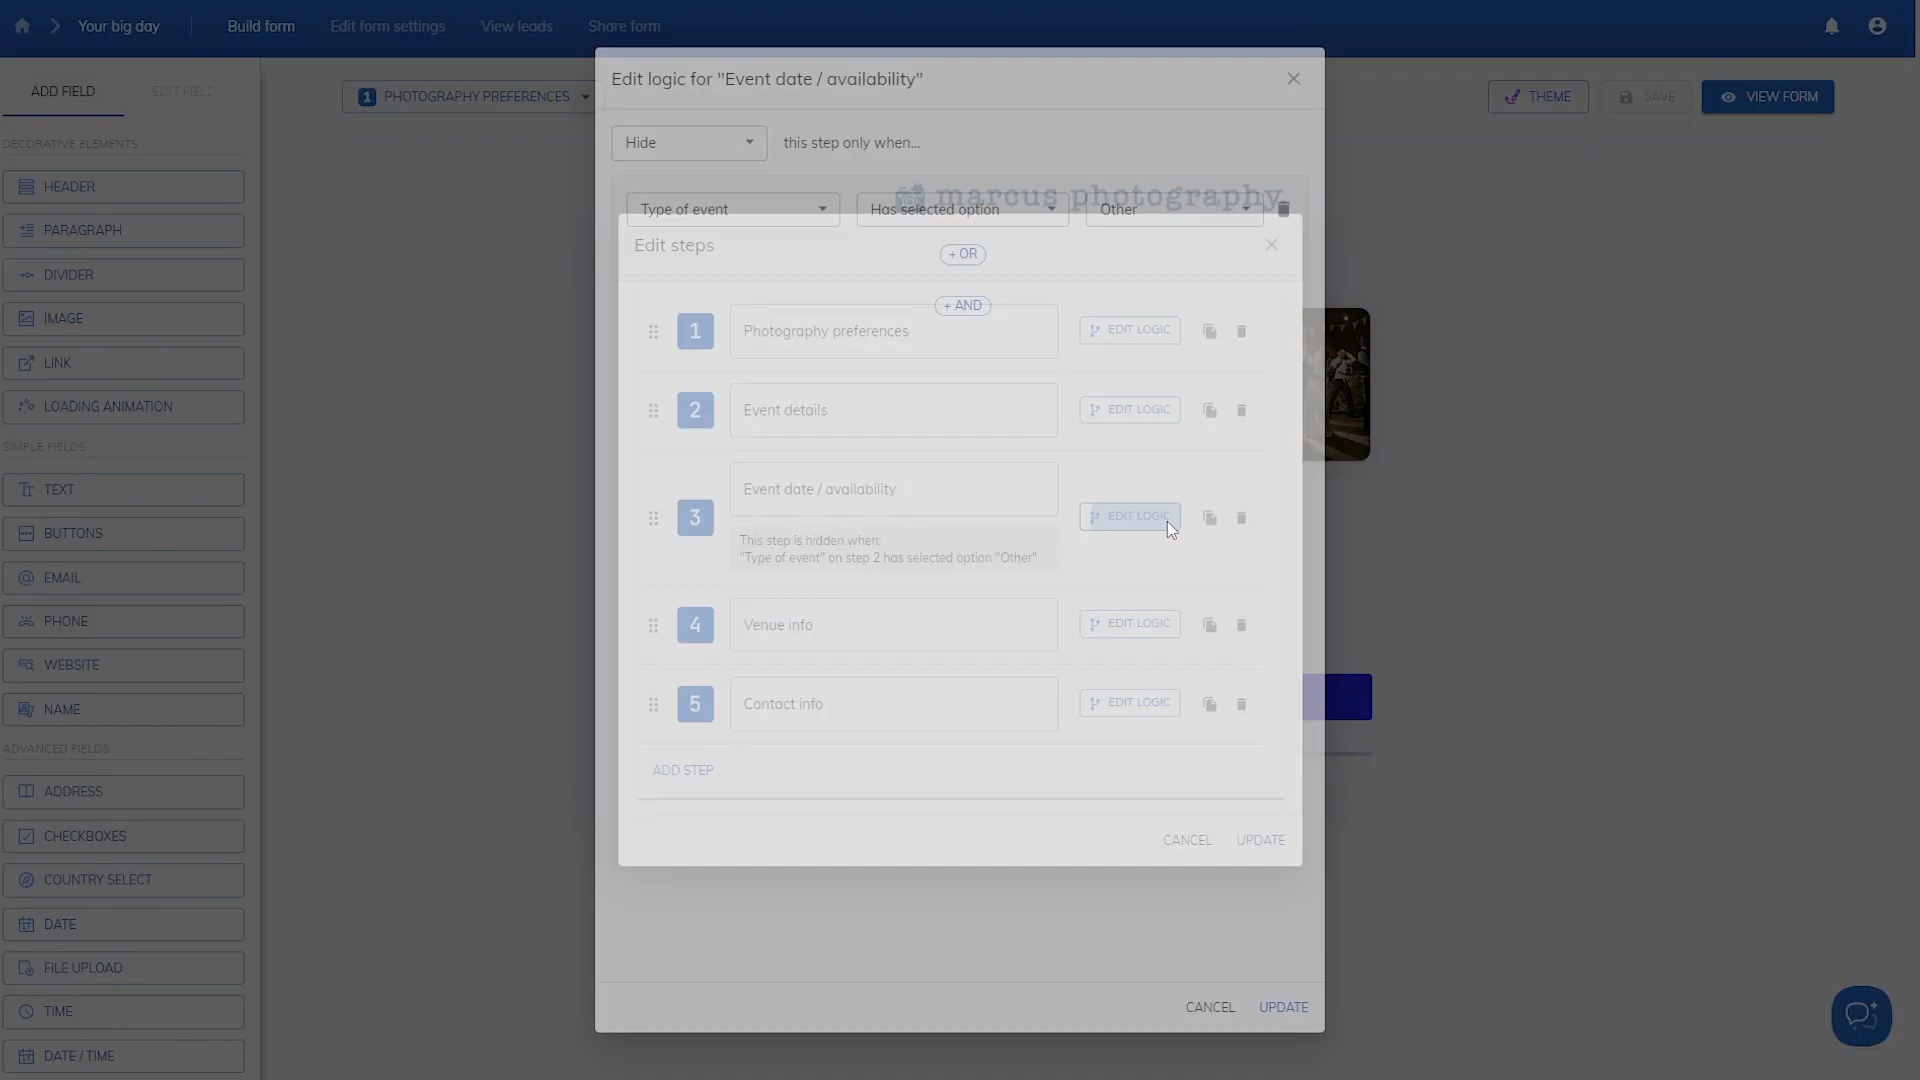 Your big day
Build form
Edit form settings
View leads
Share form
ADD FIELD
EDIT FIELD
1 PHOTOGRAPHY PREFERENCES
THEME
SAVE
VIEW FORM
DECORATIVE ELEMENTS
HEADER
PARAGRAPH
DIVIDER
IMAGE
LINK
LOADING ANIMATION
SIMPLE FIELDS
TEXT
BUTTONS
EMAIL
PHONE
WEBSITE
NAME
ADVANCED FIELDS
ADDRESS
CHECKBOXES
COUNTRY SELECT
DATE
FILE UPLOAD
TIME
DATE / TIME
Edit logic for "Event date / availability"
Hide
this step only when...
marcus photography
Type of event
Has selected option
Other
+ OR
+ AND
Edit steps
1
Photography preferences
EDIT LOGIC
2
Event details
EDIT LOGIC
3
Event date / availability
EDIT LOGIC
This step is hidden when:
"Type of event" on step 2 has selected option "Other"
4
Venue info
EDIT LOGIC
5
Contact info
EDIT LOGIC
ADD STEP
CANCEL
UPDATE
CANCEL
UPDATE